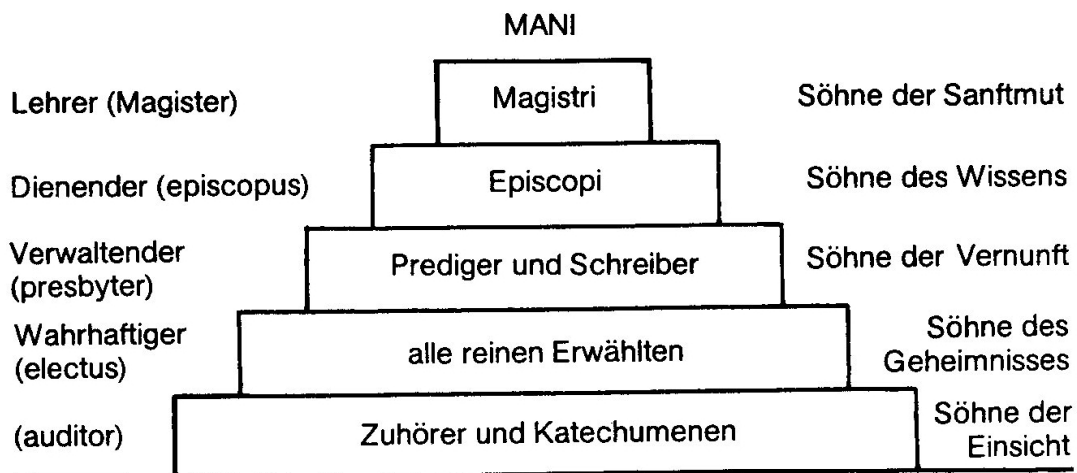 MANI
Lehrer (Magister) Magistri Söhne der Sanftmut
Dienender (episcopus) Episcopi Söhne des Wissens
Verwaltender
(presbyter) Prediger und Schreiber Söhne der Vernunft
Wahrhaftiger
(electus) alle reinen Erwählten Söhne des
Geheimnisses
(auditor) Zuhörer und Katechumenen Söhne der
Einsicht